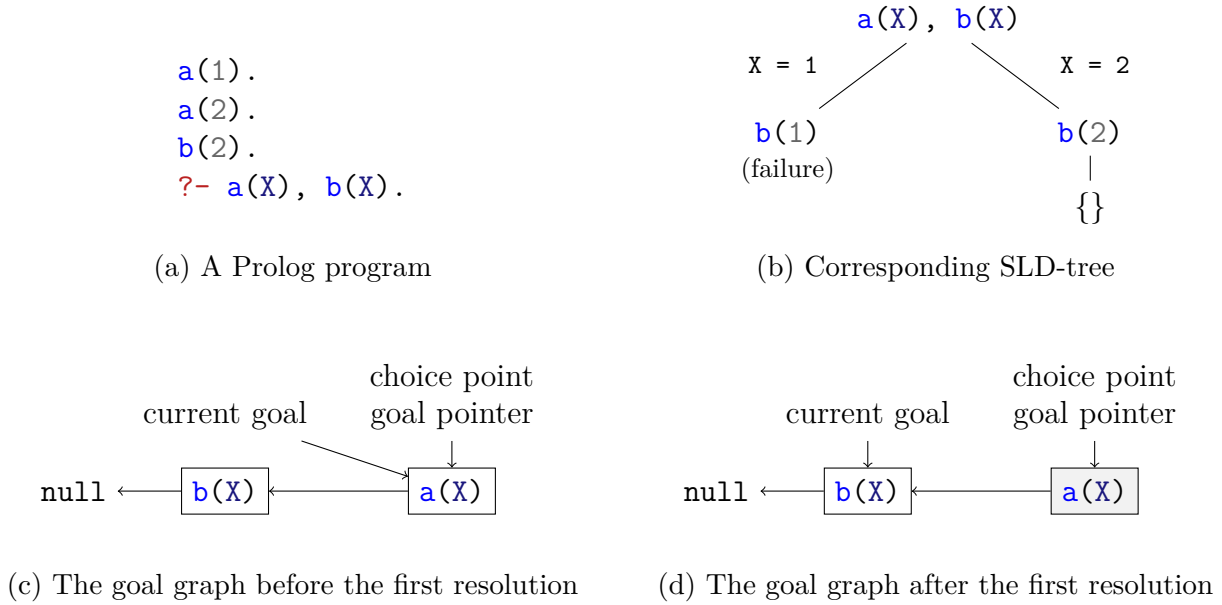 a(1).
a(2).
b(2).
?- a(X), b(X).
(a) A Prolog program
a(X), b(X)
X = 1
X = 2
b(1)
b(2)
(failure)
{}
(b) Corresponding SLD-tree
choice point
current goal
goal pointer
null
b(X)
a(X)
(c) The goal graph before the first resolution
choice point
current goal
goal pointer
null
b(X)
a(X)
(d) The goal graph after the first resolution